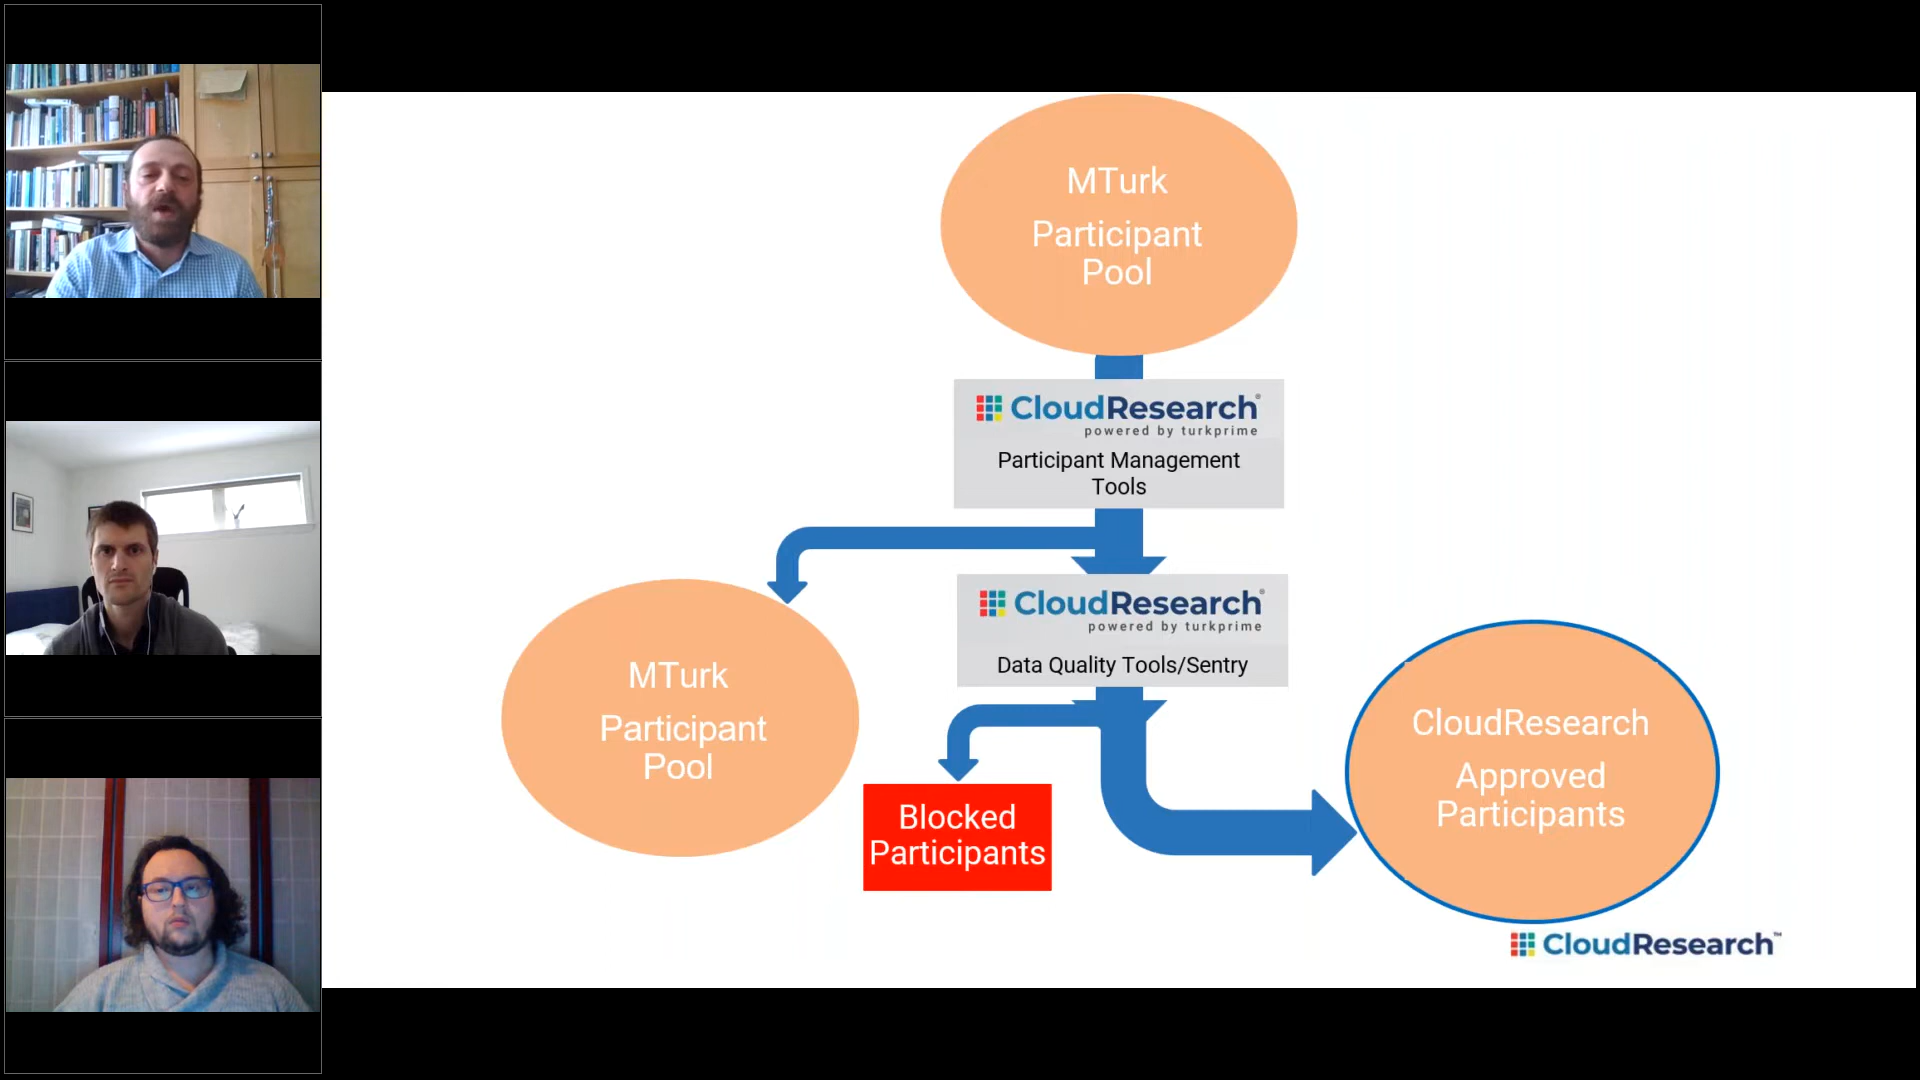 MTurk
Participant
Pool
CloudResearch®
powered by turkprime
Participant Management
Tools
CloudResearch®
powered by turkprime
Data Quality Tools/Sentry
MTurk
Participant
Pool
Blocked
Participants
CloudResearch
Approved
Participants
CloudResearch™